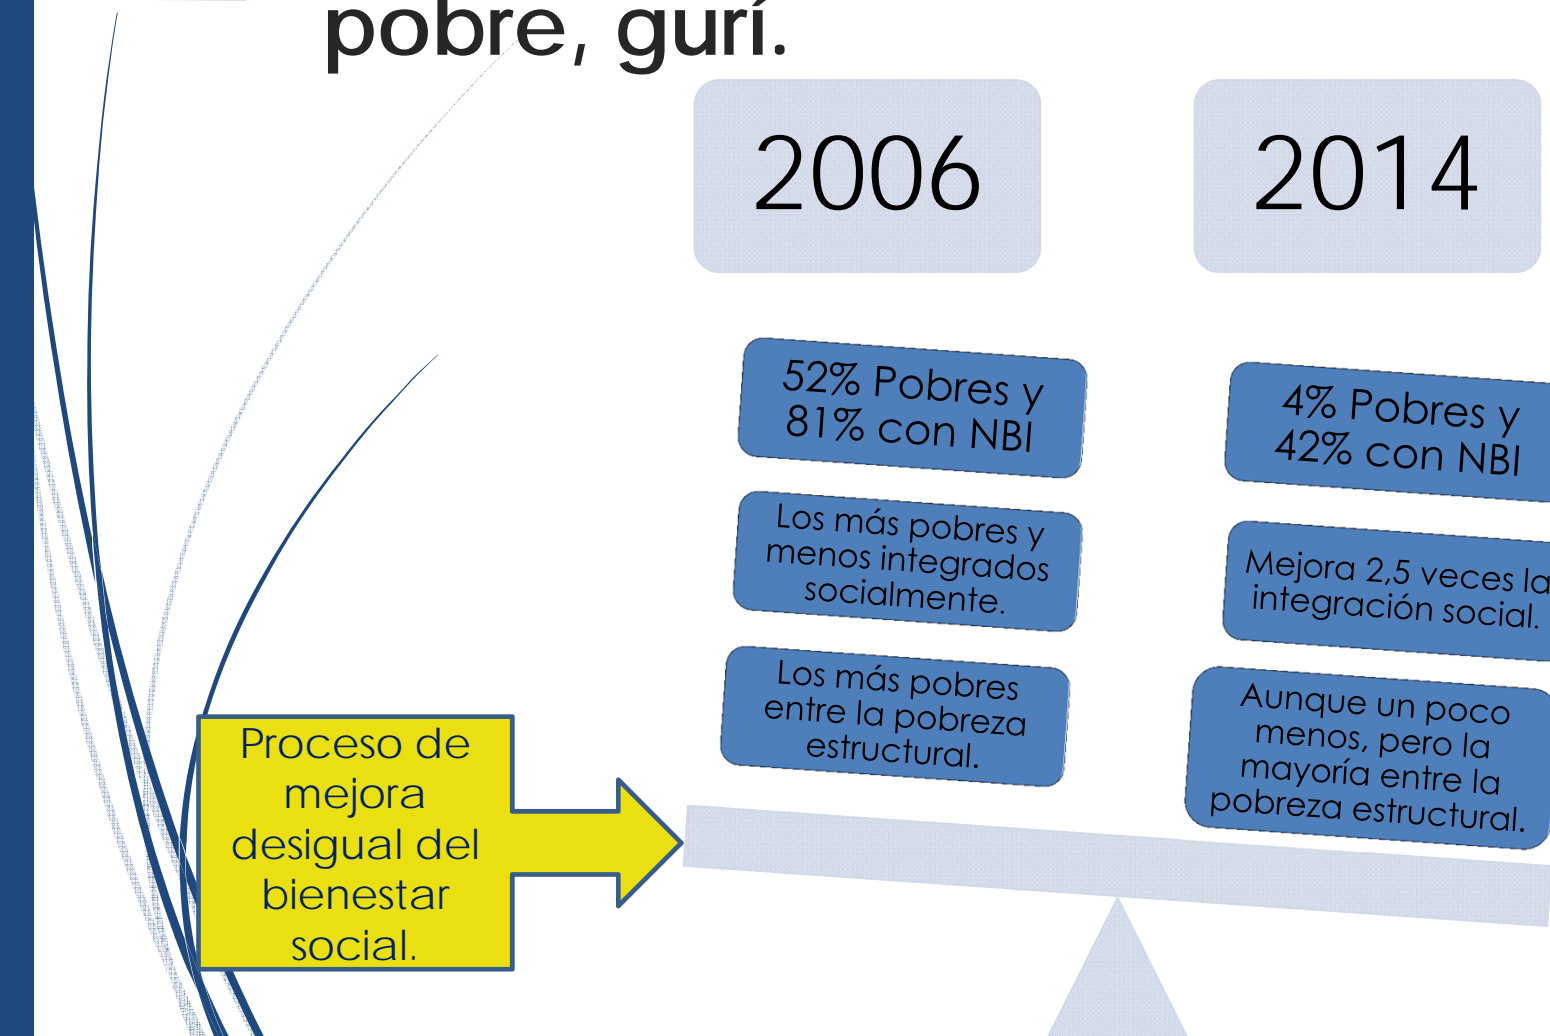 pobre, gurí.
2006
2014
52% Pobres y
81% con NBI
4% Pobres y
42% con NBI
Los más pobres y
menos integrados
socialmente.
Mejora 2,5 veces la
integración social.
Los más pobres
entre la pobreza
estructural.
Aunque un poco
menos, pero la
mayoría entre la
pobreza estructural.
Proceso de
mejora
desigual del
bienestar
social.